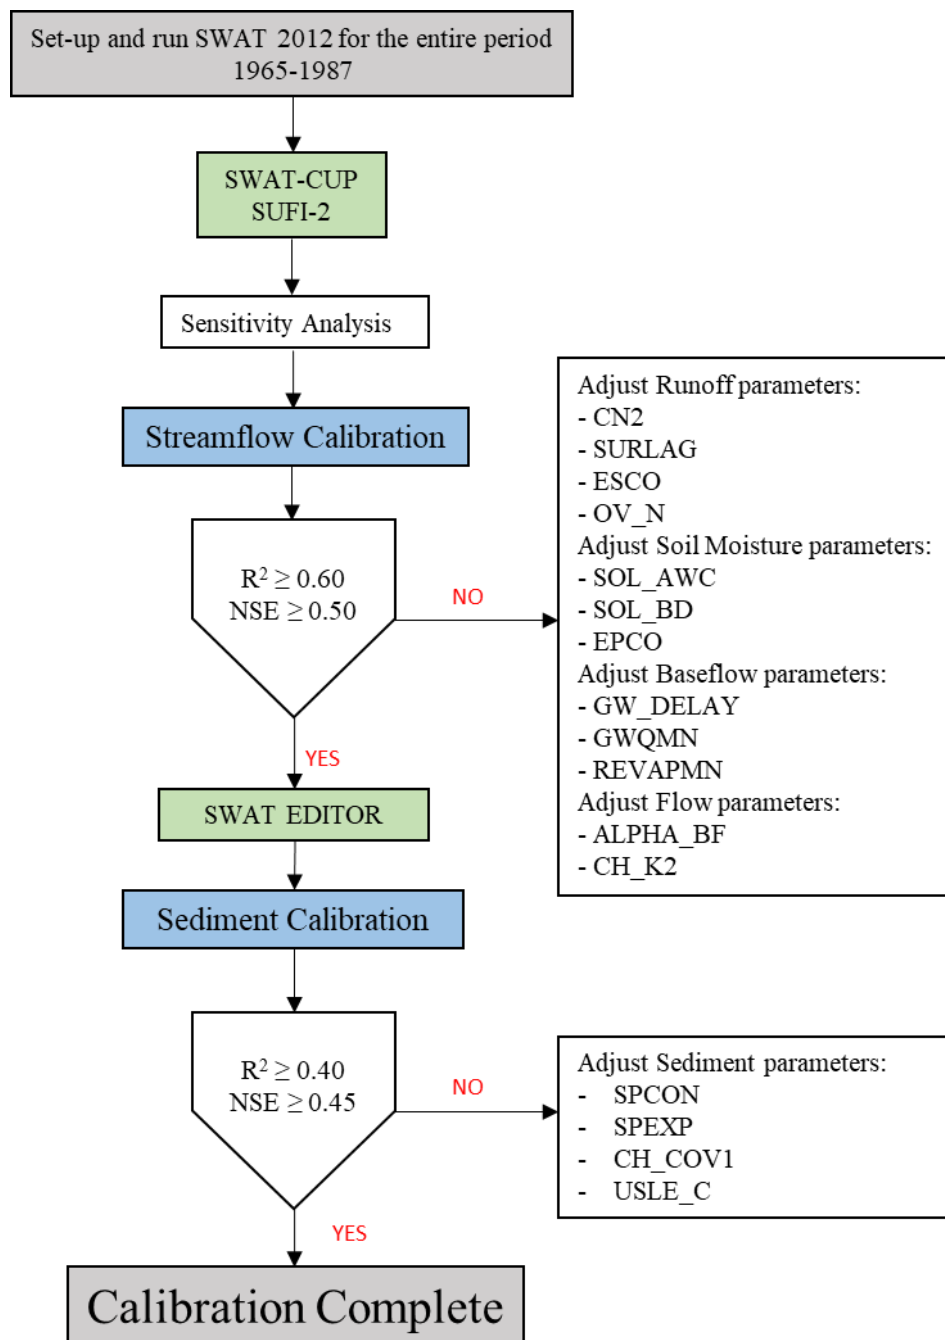 Set-up and run SWAT 2012 for the entire period
1965-1987
SWAT-CUP
SUFI-2
Sensitivity Analysis
Streamflow Calibration
R² ≥ 0.60
NSE ≥ 0.50
NO
Adjust Runoff parameters:
- CN2
- SURLAG
- ESCO
- OV_N
Adjust Soil Moisture parameters:
- SOL_AWC
- SOL_BD
- EPCO
Adjust Baseflow parameters:
- GW_DELAY
- GWQMN
- REVAPMN
Adjust Flow parameters:
- ALPHA_BF
- CH_K2
YES
SWAT EDITOR
Sediment Calibration
R² ≥ 0.40
NSE ≥ 0.45
NO
Adjust Sediment parameters:
- SPCON
- SPEXP
- CH_COV1
- USLE_C
YES
Calibration Complete